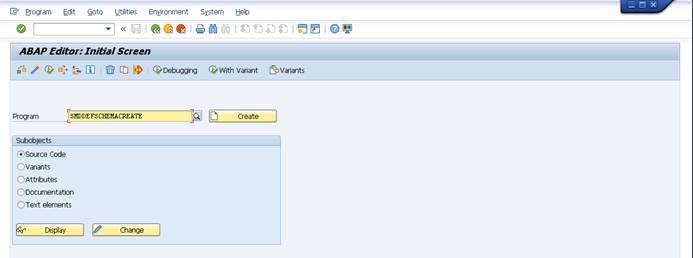 Program Edit Goto Utilities Environment System Help
ABAP Editor: Initial Screen
Debugging With Variant Variants
Program SMDOEFSCHEMACREATE Create
Subobjects
Source Code
Variants
Attributes
Documentation
Text elements
Display Change